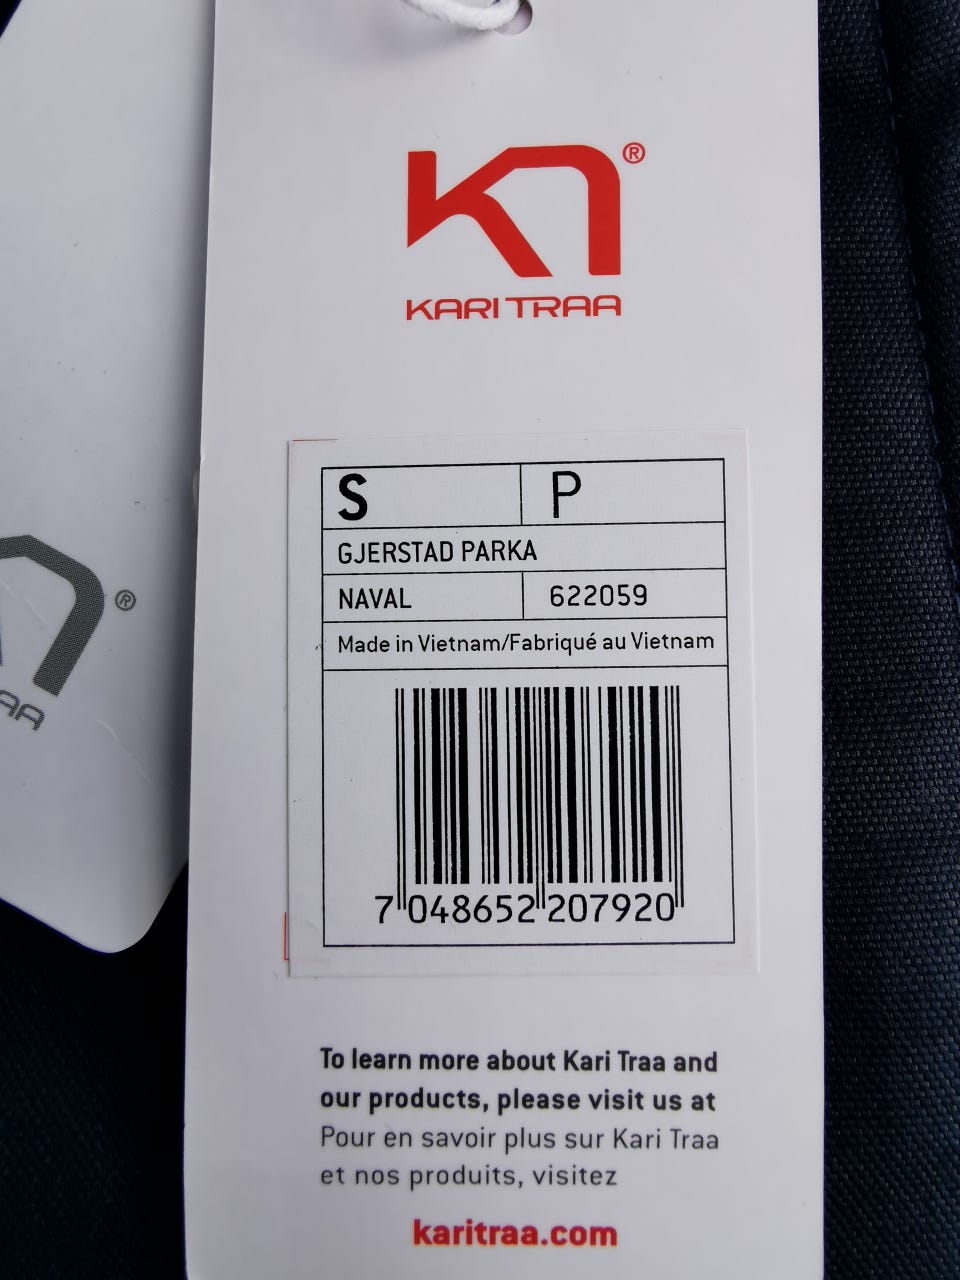 KN®
KARI TRAA
S P
GJERSTAD PARKA
NAVAL 622059
Made in Vietnam/Fabriqué au Vietnam
7 048652 207920
To learn more about Kari Traa and
our products, please visit us at
Pour en savoir plus sur Kari Traa
et nos produits, visitez
karitraa.com
®
AA